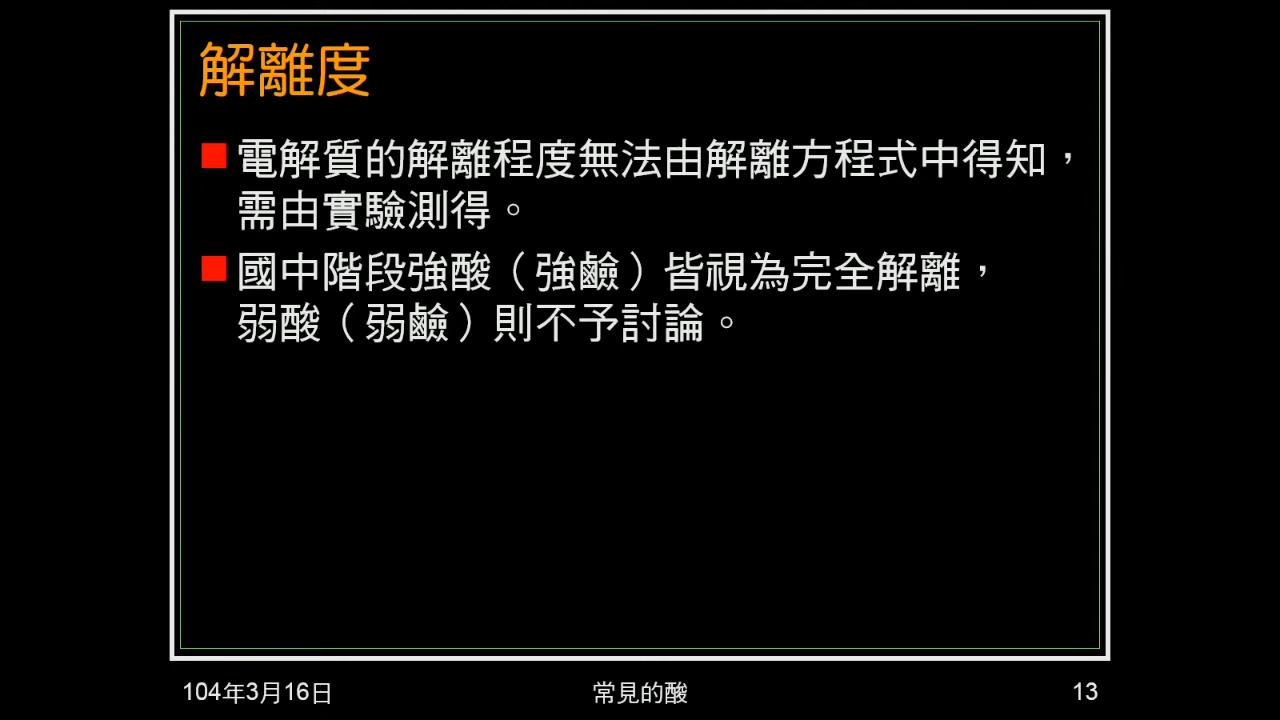 解離度
電解質的解離程度無法由解離方程式中得知，
需由實驗測得。
國中階段強酸（強鹼）皆視為完全解離，
弱酸（弱鹼）則不予討論。
104年3月16日
常見的酸
13